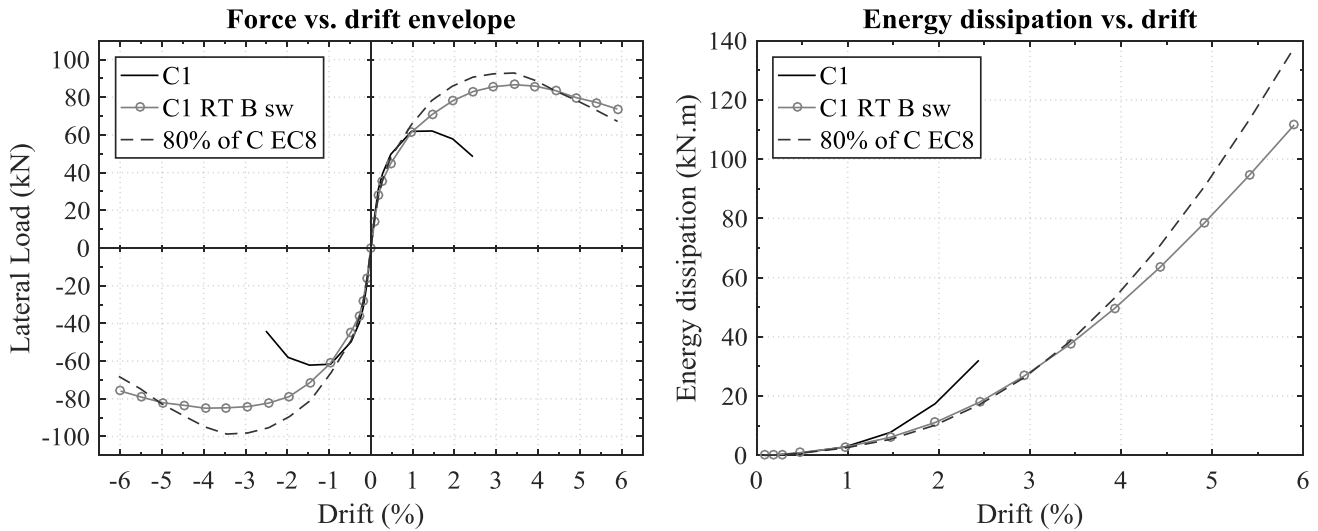 Force vs. drift envelope
C1
C1 RT B sw
80% of C EC8
100
80
60
40
20
0
-20
-40
-60
-80
-100
Lateral Load (kN)
-6 -5 -4 -3 -2 -1 0 1 2 3 4 5 6
Drift (%)
Energy dissipation vs. drift
C1
C1 RT B sw
80% of C EC8
140
120
100
80
60
40
20
0
Energy dissipation (kN.m)
0 1 2 3 4 5 6
Drift (%)